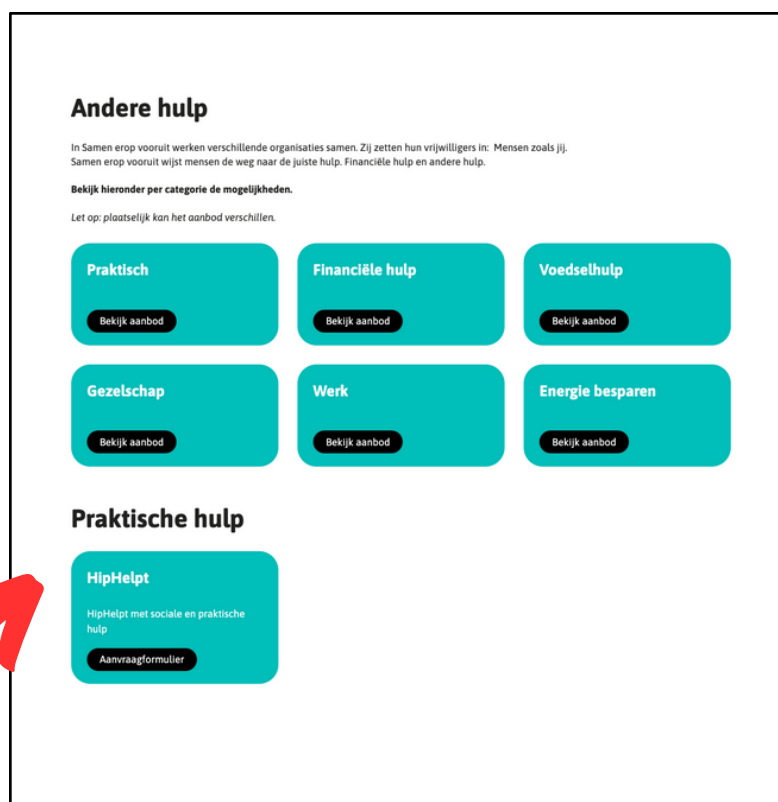 Andere hulp
In Samen erop vooruit werken verschillende organisaties samen. Zij zetten hun vrijwilligers in:  Mensen zoals jij.
Samen erop vooruit wijst mensen de weg naar de juiste hulp. Financiële hulp en andere hulp.
Bekijk hieronder per categorie de mogelijkheden.
Let op: plaatselijk kan het aanbod verschillen.
Praktisch
Bekijk aanbod
Financiële hulp
Bekijk aanbod
Voedselhulp
Bekijk aanbod
Gezelschap
Bekijk aanbod
Werk
Bekijk aanbod
Energie besparen
Bekijk aanbod
Praktische hulp
HipHelpt
HipHelpt met sociale en praktische
hulp
Aanvraagformulier